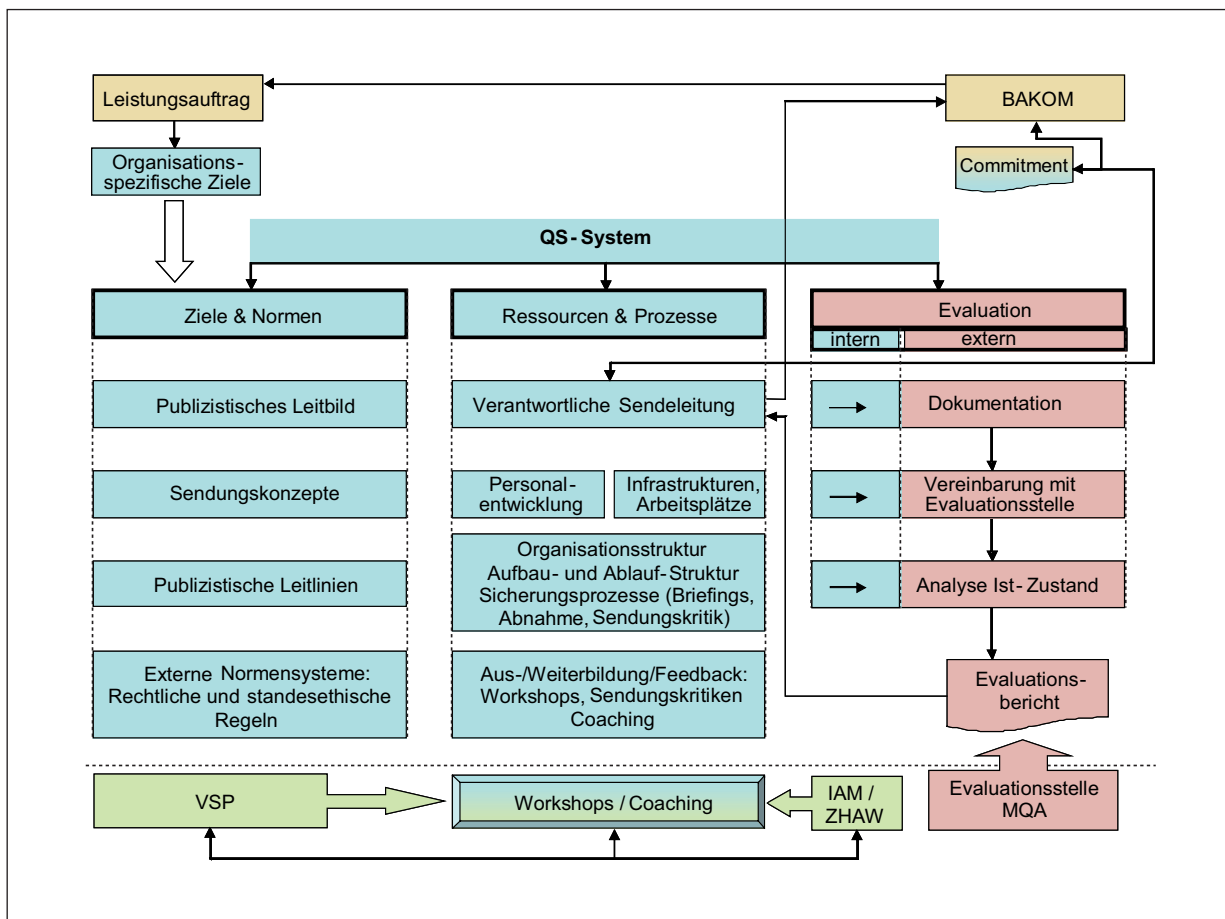 Leistungsauftrag
BAKOM
Organisations-
spezifische Ziele
Commitment
QS-System
Ziele & Normen
Ressourcen & Prozesse
Evaluation
intern
extern
Publizistisches Leitbild
Verantwortliche Sendeleitung
Dokumentation
Sendungskonzepte
Personal-
entwicklung
Infrastrukturen,
Arbeitsplätze
Vereinbarung mit
Evaluationsstelle
Publizistische Leitlinien
Organisationsstruktur
Aufbau- und Ablauf-Struktur
Sicherungsprozesse (Briefings,
Abnahme, Sendungskritik)
Analyse Ist-Zustand
Externe Normensysteme:
Rechtliche und standesethische
Regeln
Aus-/Weiterbildung/Feedback:
Workshops, Sendungskritiken
Coaching
Evaluations-
bericht
VSP
Workshops / Coaching
IAM /
ZHAW
Evaluationsstelle
MQA